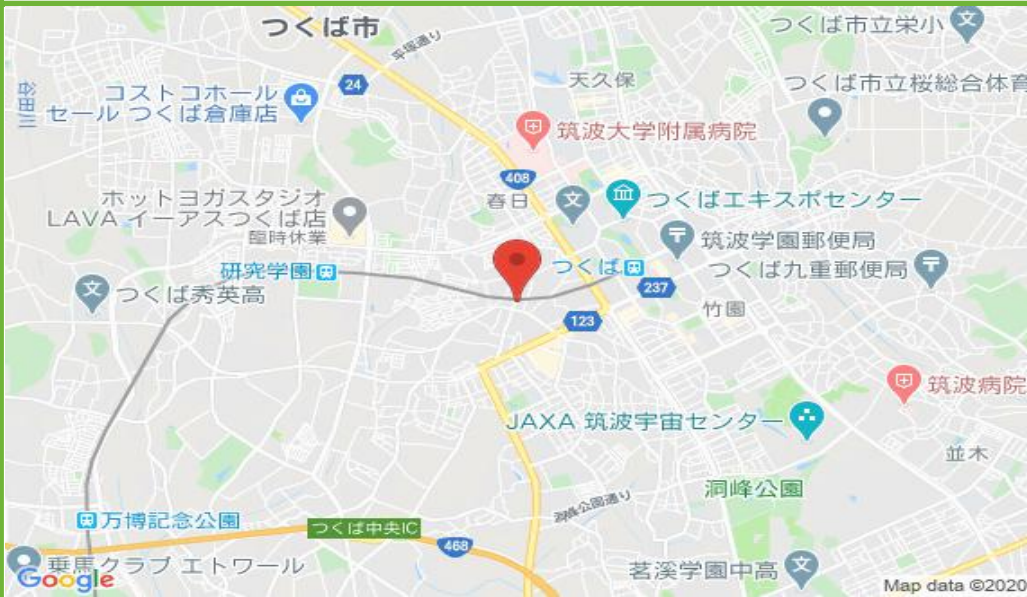 つくば市
平塚通り
つくば市立栄小
谷田川
コストコホール
セール つくば倉庫店
24
天久保
つくば市立桜総合体育
筑波大学附属病院
408
ホットヨガスタジオ
LAVA イーアスつくば店
臨時休業
春日
つくばエキスポセンター
筑波学園郵便局
研究学園
つくば
つくば九重郵便局
つくば秀英高
237
竹園
123
筑波病院
JAXA 筑波宇宙センター
並木
洞峰公園
洞峰公園通り
万博記念公園
つくば中央IC
468
乗馬クラブ エトワール
茗溪学園中高
Google
Map data ©2020